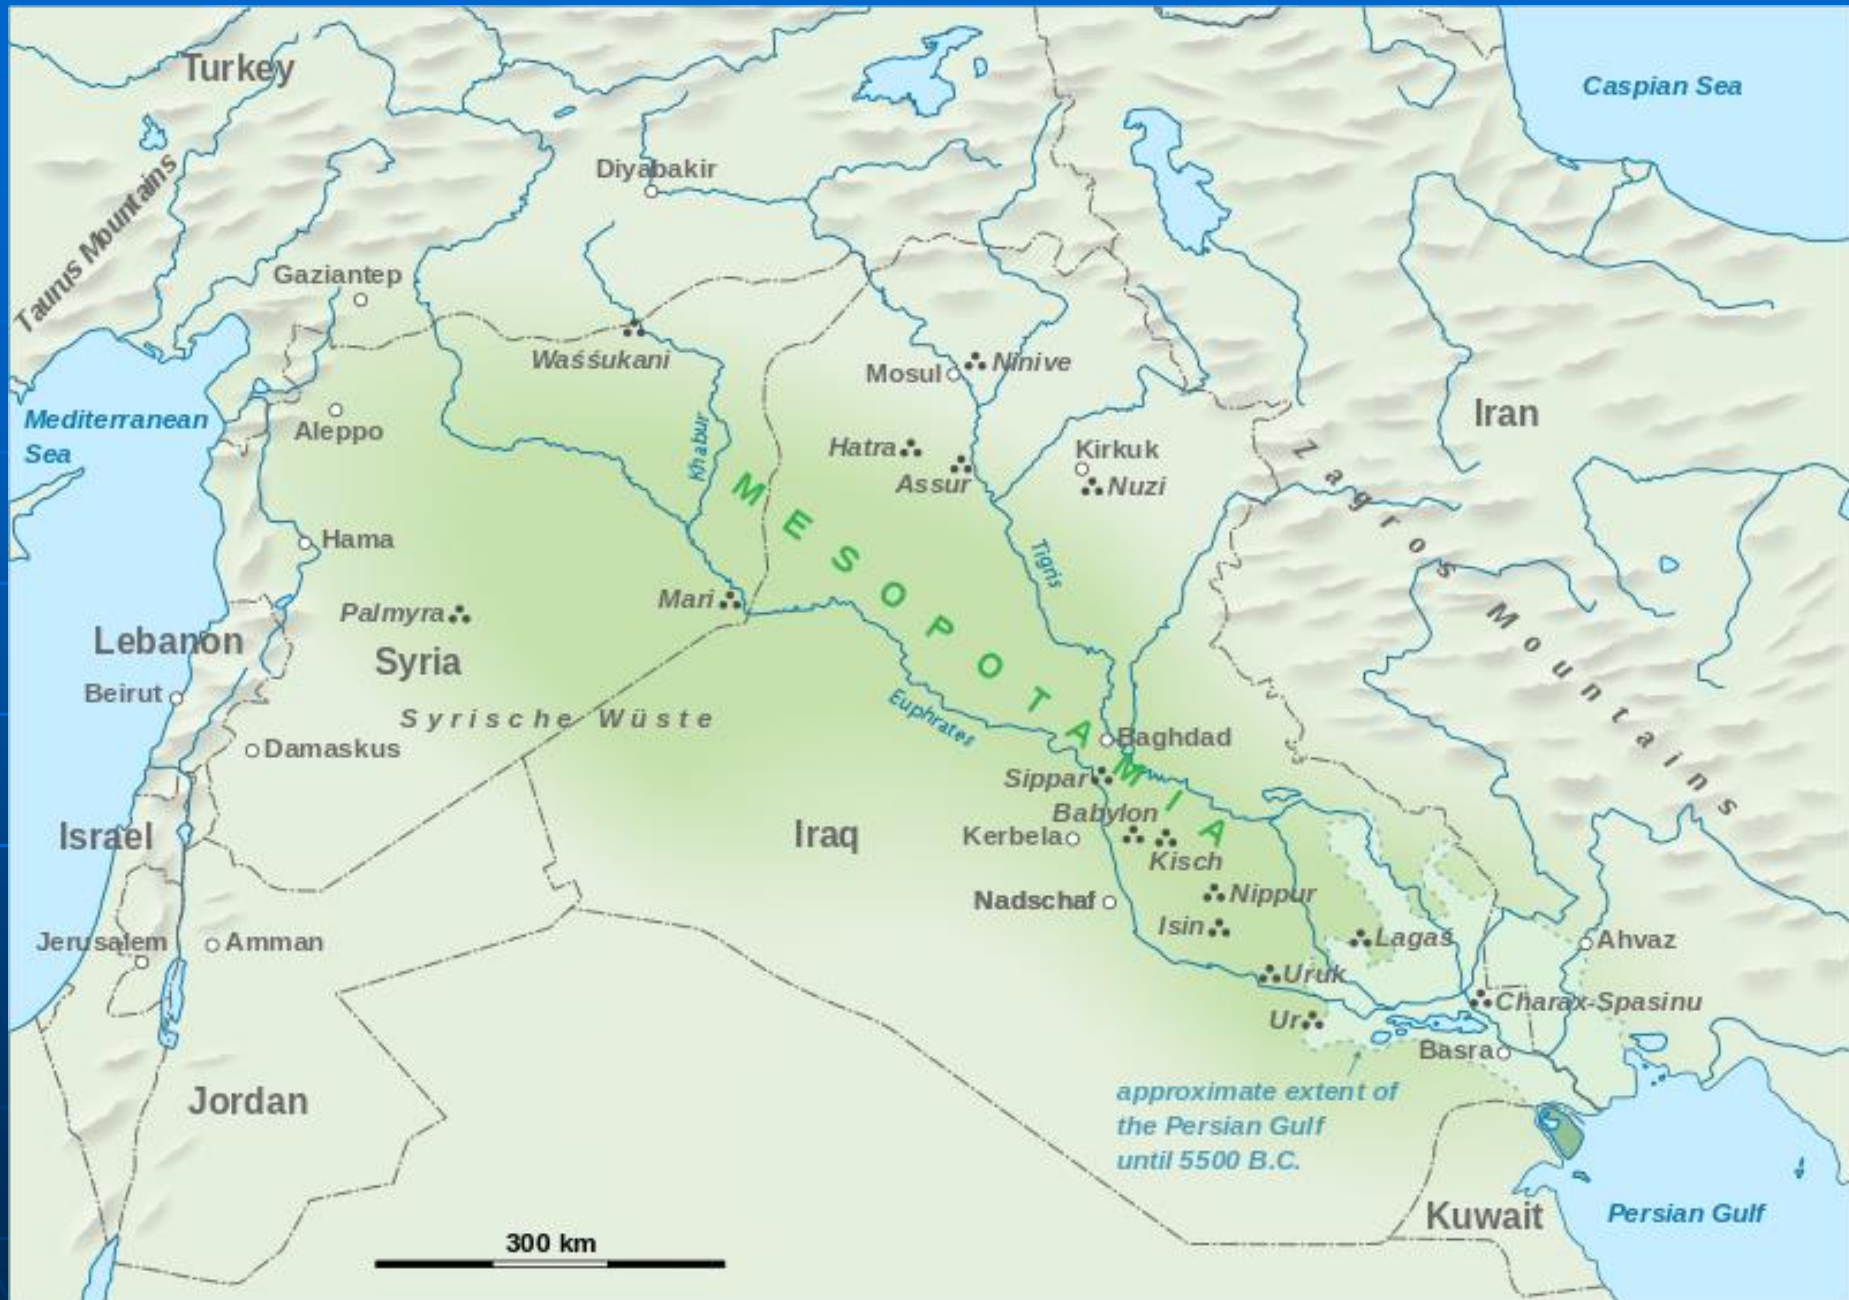 Turkey
Caspian Sea
Diyabakir
Taurus Mountains
Gaziantep
Waśśukani
Mosul
Ninive
Mediterranean
Sea
Aleppo
Khabur
Hatra
Assur
Kirkuk
Nuzi
Iran
Zagros Mountains
MESOPOTAMIA
Hama
Tigris
Palmyra
Mari
Lebanon
Syria
Beirut
Syrische Wüste
Euphrates
Damaskus
Baghdad
Sippar
Babylon
Israel
Iraq
Kerbela
Kisch
Nadschaf
Nippur
Isin
Jerusalem
Amman
Lagaś
Ahvaz
Uruk
Charax-Spasinu
Ur
Basra
Jordan
approximate extent of
the Persian Gulf
until 5500 B.C.
Kuwait
Persian Gulf
300 km